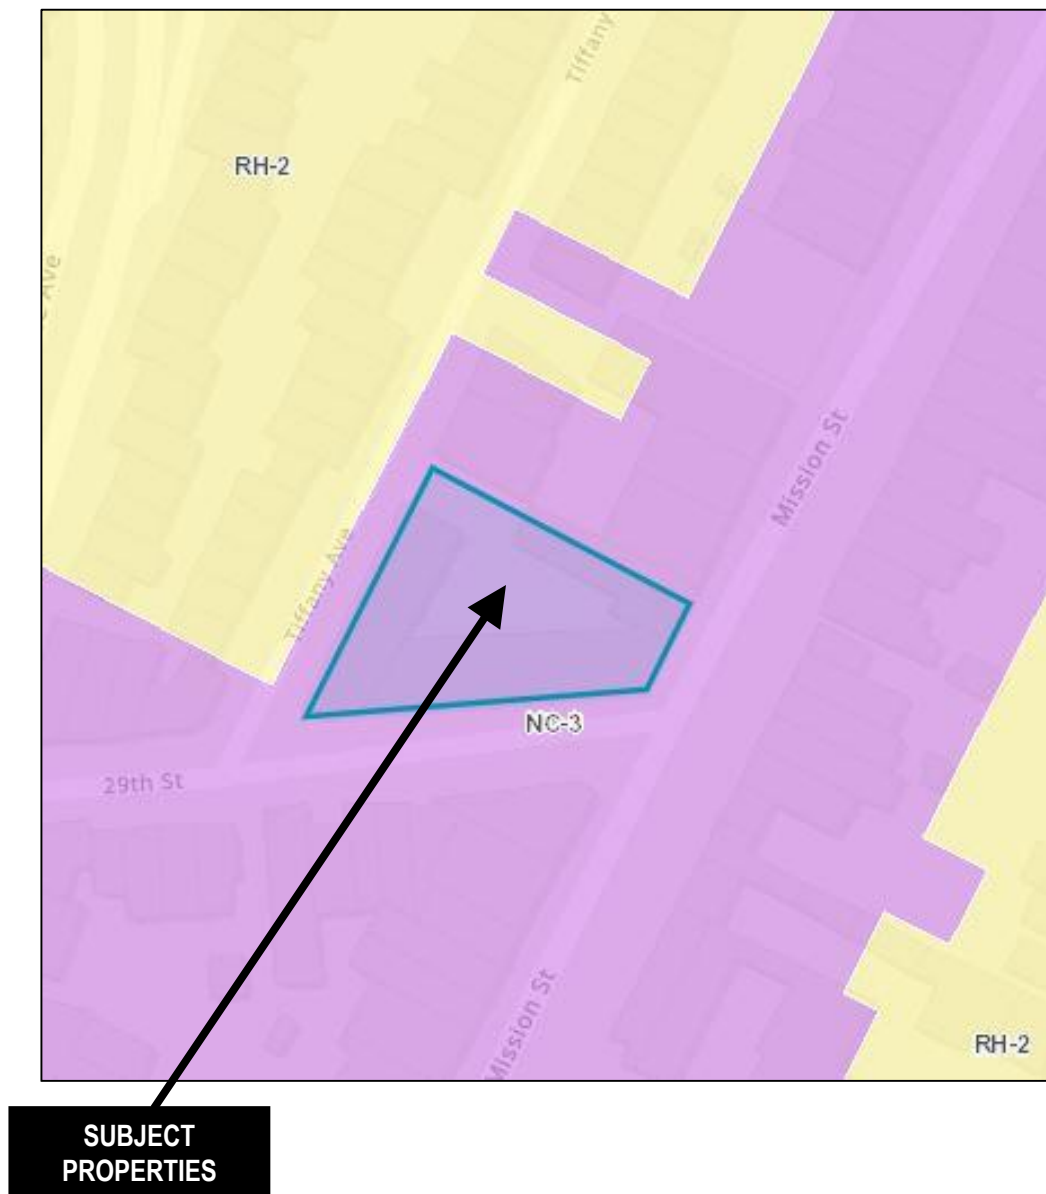 Tiffany
RH-2
Ave
Mission St
Tiffany Ave
NC-3
29th St
Mission St
RH-2
SUBJECT
PROPERTIES